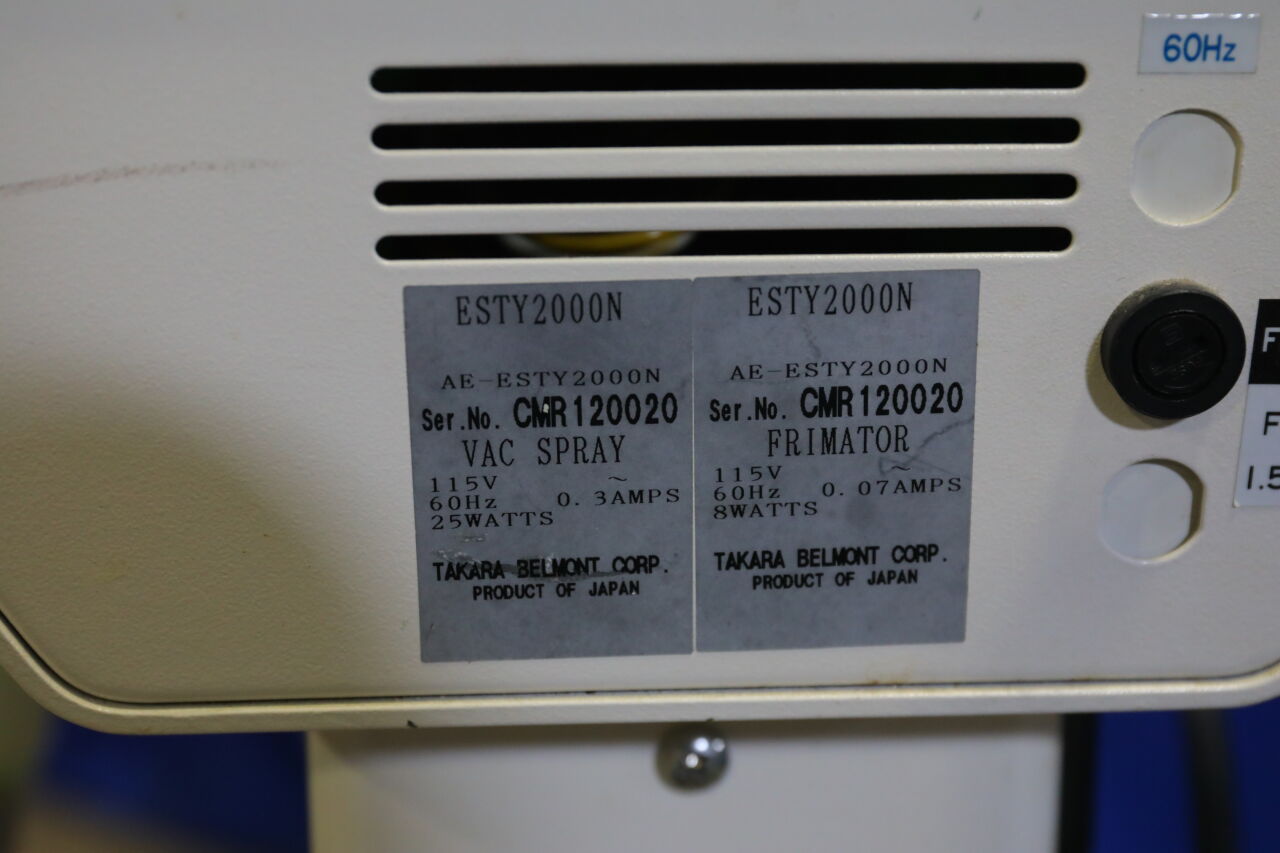 60Hz
ESTY2000N
AE-ESTY2000N
Ser.No. CMR120020
VAC SPRAY
115V ~
60Hz 0.3AMPS
25WATTS
TAKARA BELMONT CORP.
PRODUCT OF JAPAN
ESTY2000N
AE-ESTY2000N
Ser.No. CMR120020
FRIMATOR
115V ~
60Hz 0.07AMPS
8WATTS
TAKARA BELMONT CORP.
PRODUCT OF JAPAN
F
F
1.5